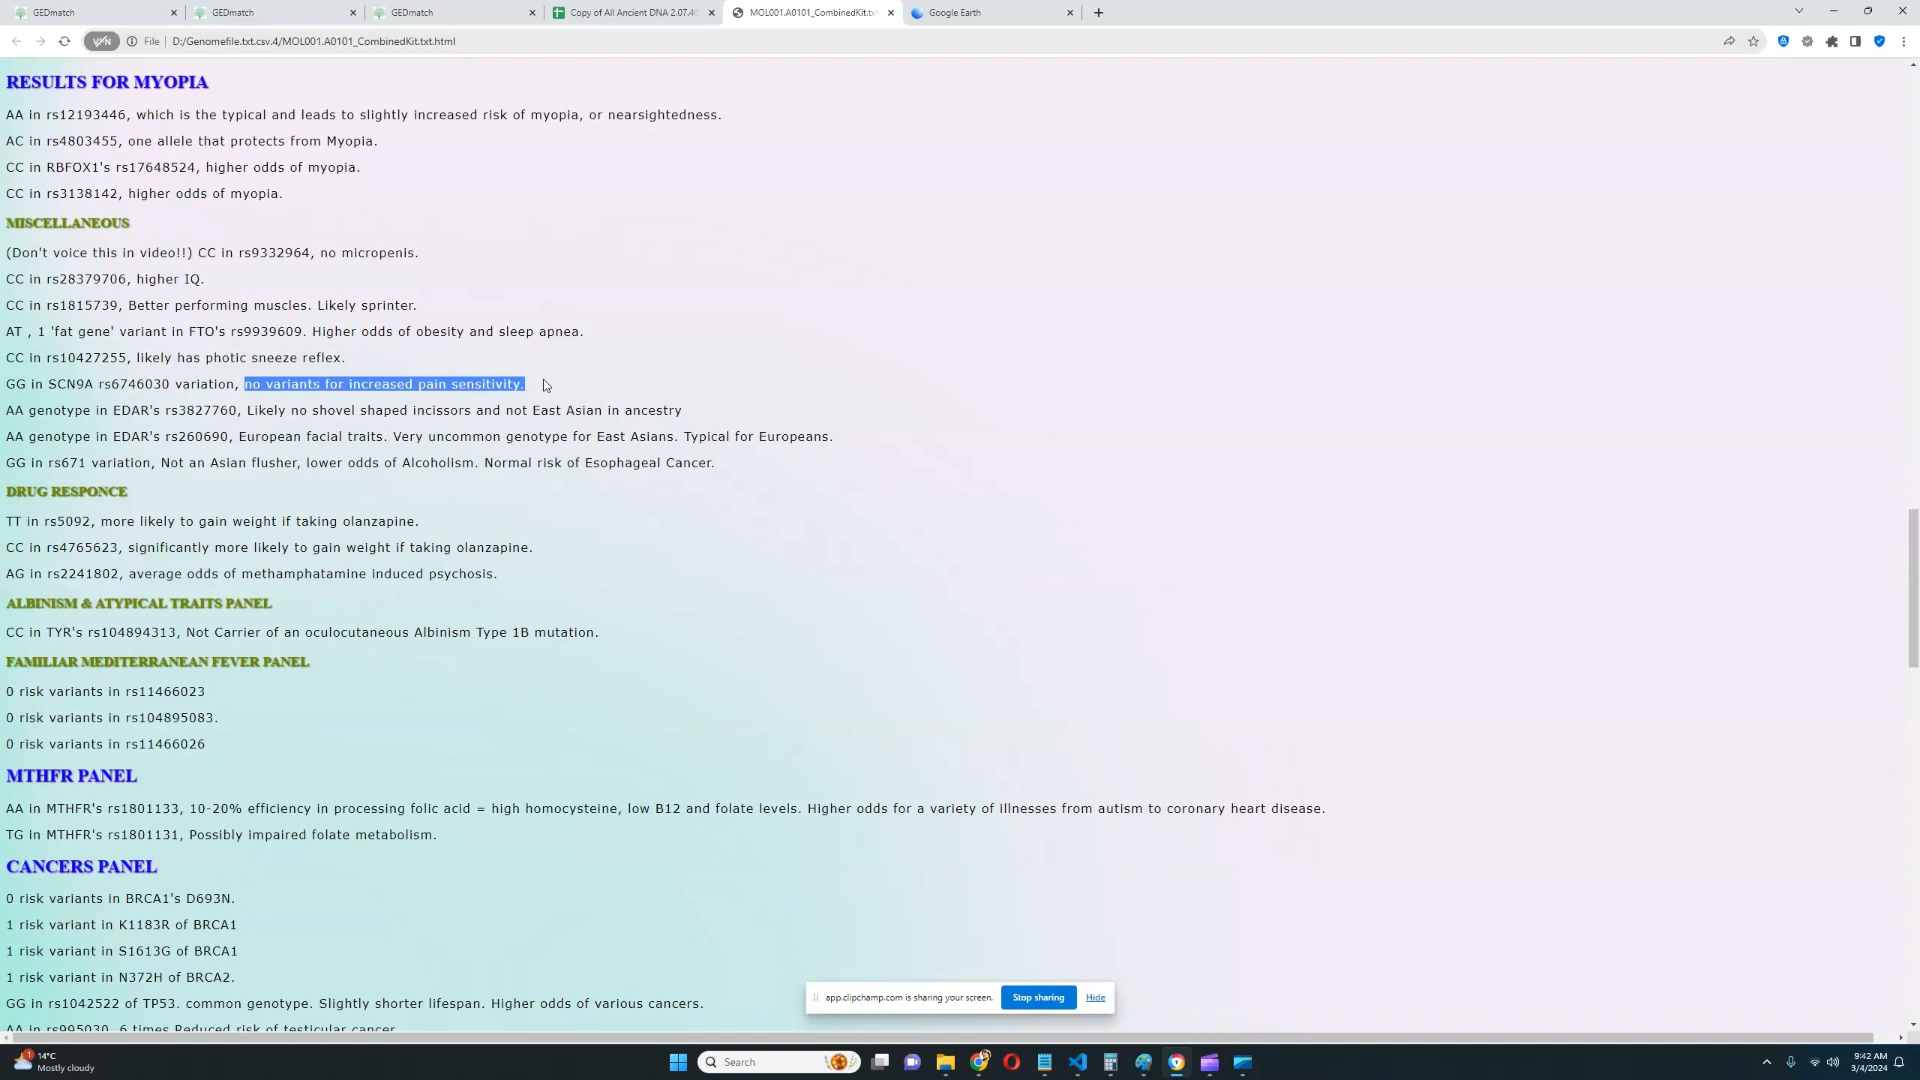 GEDmatch
GEDmatch
GEDmatch
Copy of All Ancient DNA 2.07.46
MOL001.A0101_CombinedKit.txt
Google Earth
VPN
File
D:/Genomefile.txt.csv.4/MOL001.A0101_CombinedKit.txt.html
RESULTS FOR MYOPIA
AA in rs12193446, which is the typical and leads to slightly increased risk of myopia, or nearsightedness.
AC in rs4803455, one allele that protects from Myopia.
CC in RBFOX1's rs17648524, higher odds of myopia.
CC in rs3138142, higher odds of myopia.
MISCELLANEOUS
(Don't voice this in video!!) CC in rs9332964, no micropenis.
CC in rs28379706, higher IQ.
CC in rs1815739, Better performing muscles. Likely sprinter.
AT , 1 'fat gene' variant in FTO's rs9939609. Higher odds of obesity and sleep apnea.
CC in rs10427255, likely has photic sneeze reflex.
GG in SCN9A rs6746030 variation, no variants for increased pain sensitivity.
AA genotype in EDAR's rs3827760, Likely no shovel shaped incissors and not East Asian in ancestry
AA genotype in EDAR's rs260690, European facial traits. Very uncommon genotype for East Asians. Typical for Europeans.
GG in rs671 variation, Not an Asian flusher, lower odds of Alcoholism. Normal risk of Esophageal Cancer.
DRUG RESPONCE
TT in rs5092, more likely to gain weight if taking olanzapine.
CC in rs4765623, significantly more likely to gain weight if taking olanzapine.
AG in rs2241802, average odds of methamphatamine induced psychosis.
ALBINISM & ATYPICAL TRAITS PANEL
CC in TYR's rs104894313, Not Carrier of an oculocutaneous Albinism Type 1B mutation.
FAMILIAR MEDITERRANEAN FEVER PANEL
0 risk variants in rs11466023
0 risk variants in rs104895083.
0 risk variants in rs11466026
MTHFR PANEL
AA in MTHFR's rs1801133, 10-20% efficiency in processing folic acid = high homocysteine, low B12 and folate levels. Higher odds for a variety of illnesses from autism to coronary heart disease.
TG in MTHFR's rs1801131, Possibly impaired folate metabolism.
CANCERS PANEL
0 risk variants in BRCA1's D693N.
1 risk variant in K1183R of BRCA1
1 risk variant in S1613G of BRCA1
1 risk variant in N372H of BRCA2.
GG in rs1042522 of TP53. common genotype. Slightly shorter lifespan. Higher odds of various cancers.
AA in rs995030, 6 times Reduced risk of testicular cancer
app.clipchamp.com is sharing your screen.
Stop sharing
Hide
1
14°C
Mostly cloudy
Search
9:42 AM
3/4/2024